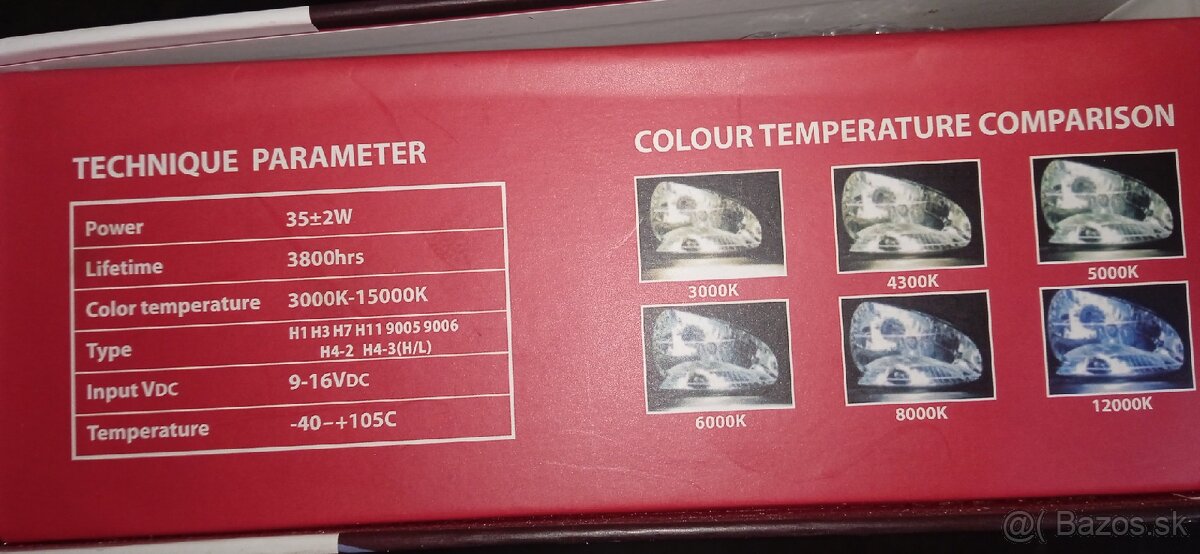 TECHNIQUE PARAMETER
Power 35±2W
Lifetime 3800hrs
Color temperature 3000K-15000K
Type H1 H3 H7 H11 9005 9006
H4-2 H4-3(H/L)
Input VDC 9-16VDC
Temperature -40~+105C
COLOUR TEMPERATURE COMPARISON
3000K 4300K 5000K
6000K 8000K 12000K
@( Bazos.sk